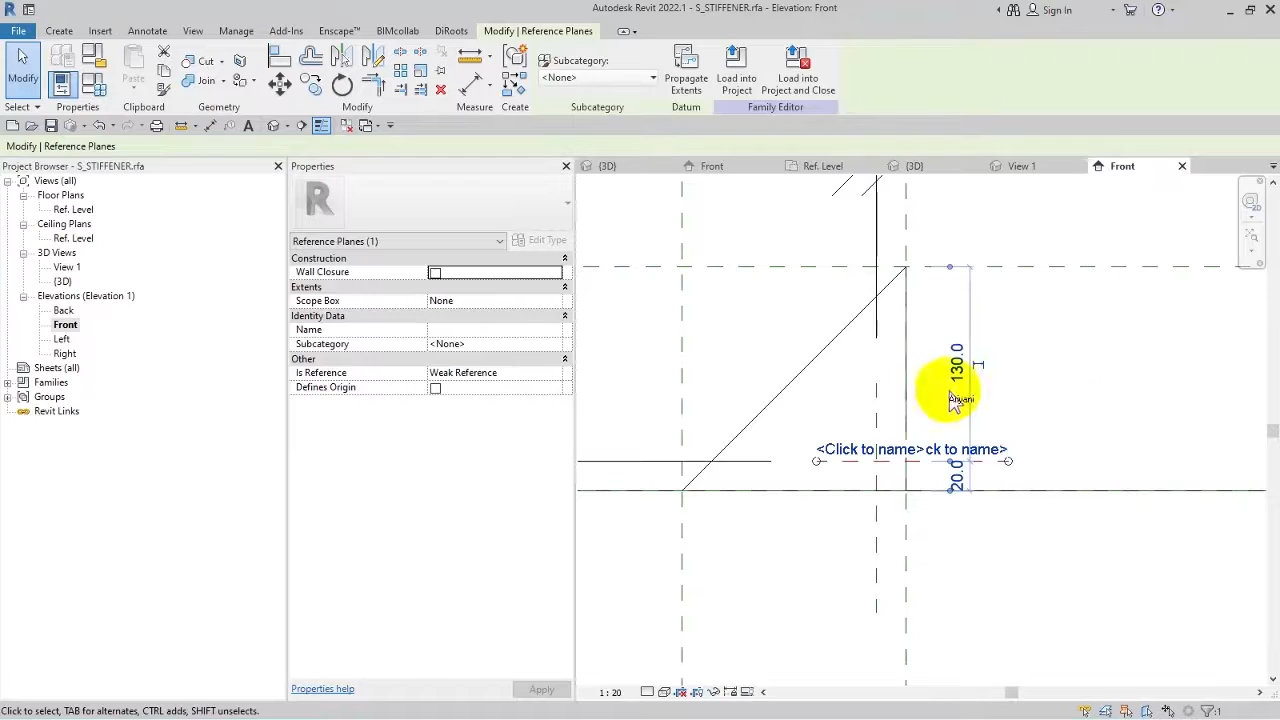 Autodesk Revit 2022.1 - S_STIFFENER.rfa - Elevation: Front
Sign In
File Create Insert Annotate View Manage Add-Ins Enscape™ BIMcollab DiRoots Modify | Reference Planes
Modify
Select
Properties
Paste
Clipboard
Cut
Join
Geometry
Modify
Measure
Create
Subcategory:
<None>
Subcategory
Propagate Extents
Datum
Load into Project
Load into Project and Close
Family Editor
Modify | Reference Planes
Project Browser - S_STIFFENER.rfa
Views (all)
Floor Plans
Ref. Level
Ceiling Plans
Ref. Level
3D Views
View 1
{3D}
Elevations (Elevation 1)
Back
Front
Left
Right
Sheets (all)
Families
Groups
Revit Links
Properties
Reference Planes (1)
Edit Type
Construction
Wall Closure
Extents
Scope Box None
Identity Data
Name
Subcategory <None>
Other
Is Reference Weak Reference
Defines Origin
Properties help
Apply
{3D} Front Ref. Level {3D} View 1 Front
2D
130.0
<Click to name> ck to name>
20.0
1 : 20
Click to select, TAB for alternates, CTRL adds, SHIFT unselects.
:1